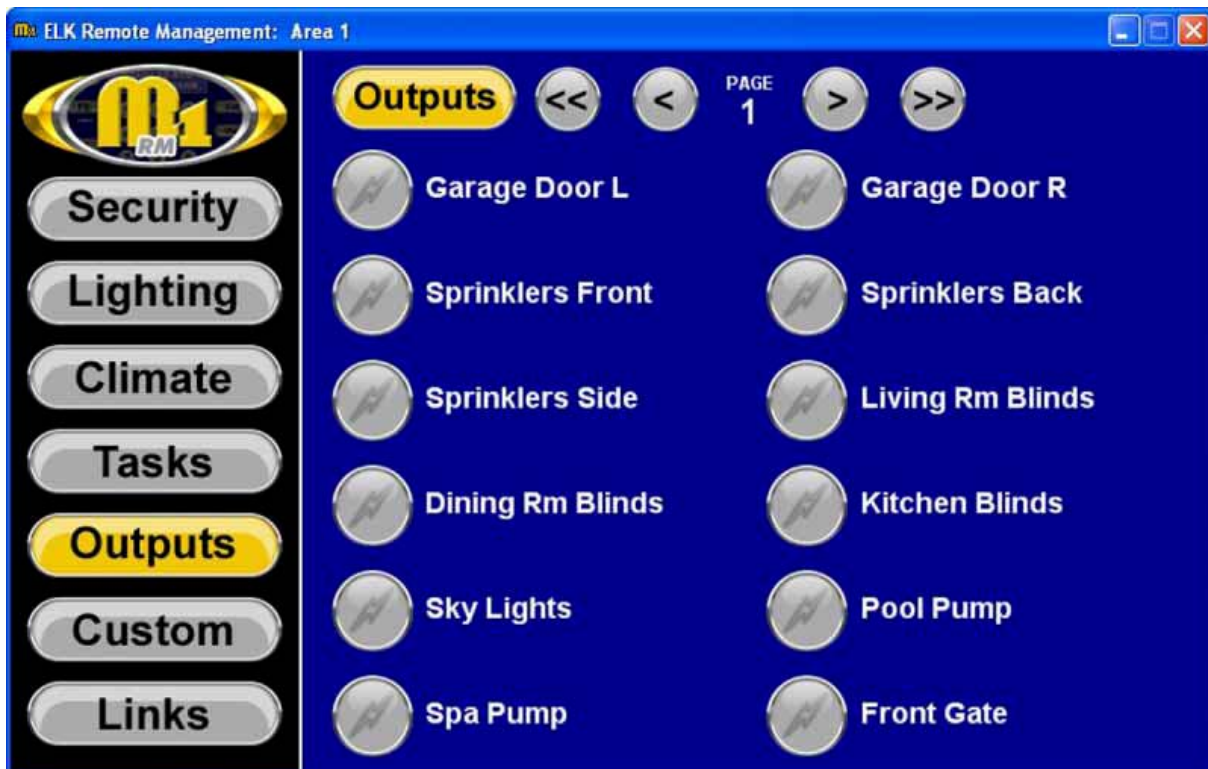 ELK Remote Management: Area 1
M1
RM
Security
Lighting
Climate
Tasks
Outputs
Custom
Links
Outputs << < PAGE 1 > >>
Garage Door L Garage Door R
Sprinklers Front Sprinklers Back
Sprinklers Side Living Rm Blinds
Dining Rm Blinds Kitchen Blinds
Sky Lights Pool Pump
Spa Pump Front Gate